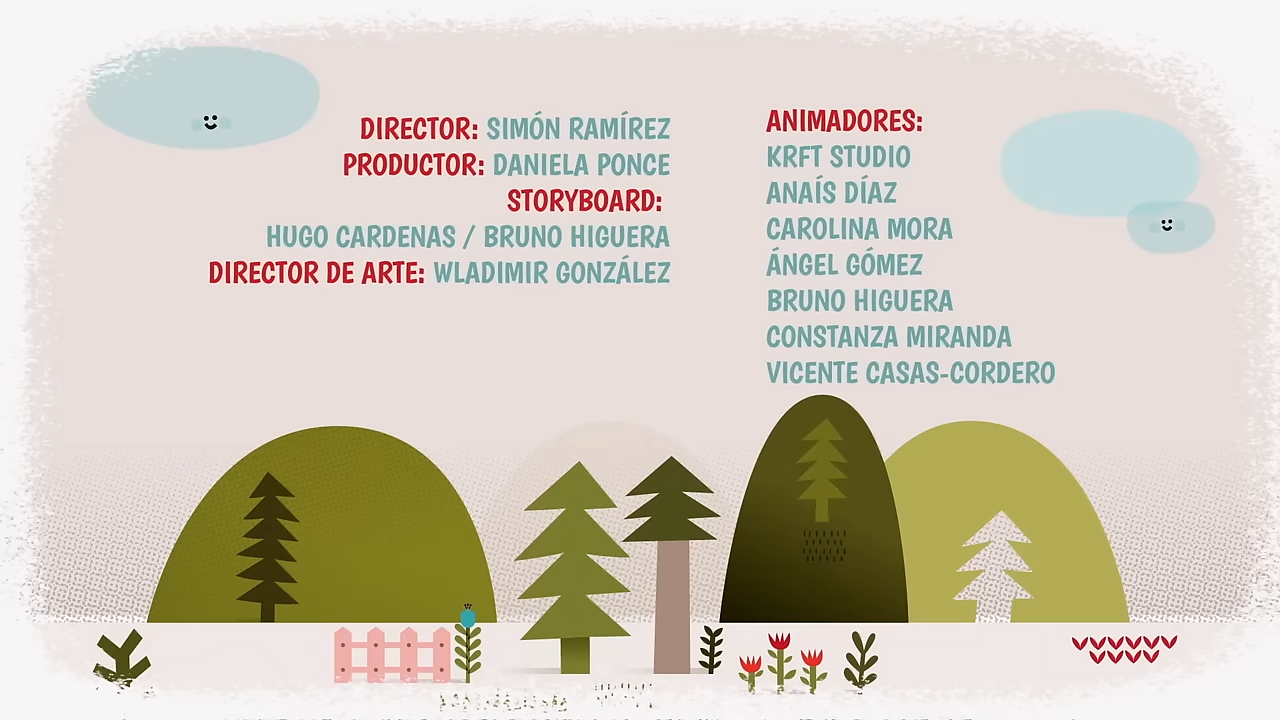 DIRECTOR: SIMÓN RAMÍREZ
PRODUCTOR: DANIELA PONCE
STORYBOARD:
HUGO CARDENAS / BRUNO HIGUERA
DIRECTOR DE ARTE: WLADIMIR GONZÁLEZ
ANIMADORES:
KRFT STUDIO
ANAÍS DÍAZ
CAROLINA MORA
ÁNGEL GÓMEZ
BRUNO HIGUERA
CONSTANZA MIRANDA
VICENTE CASAS-CORDERO